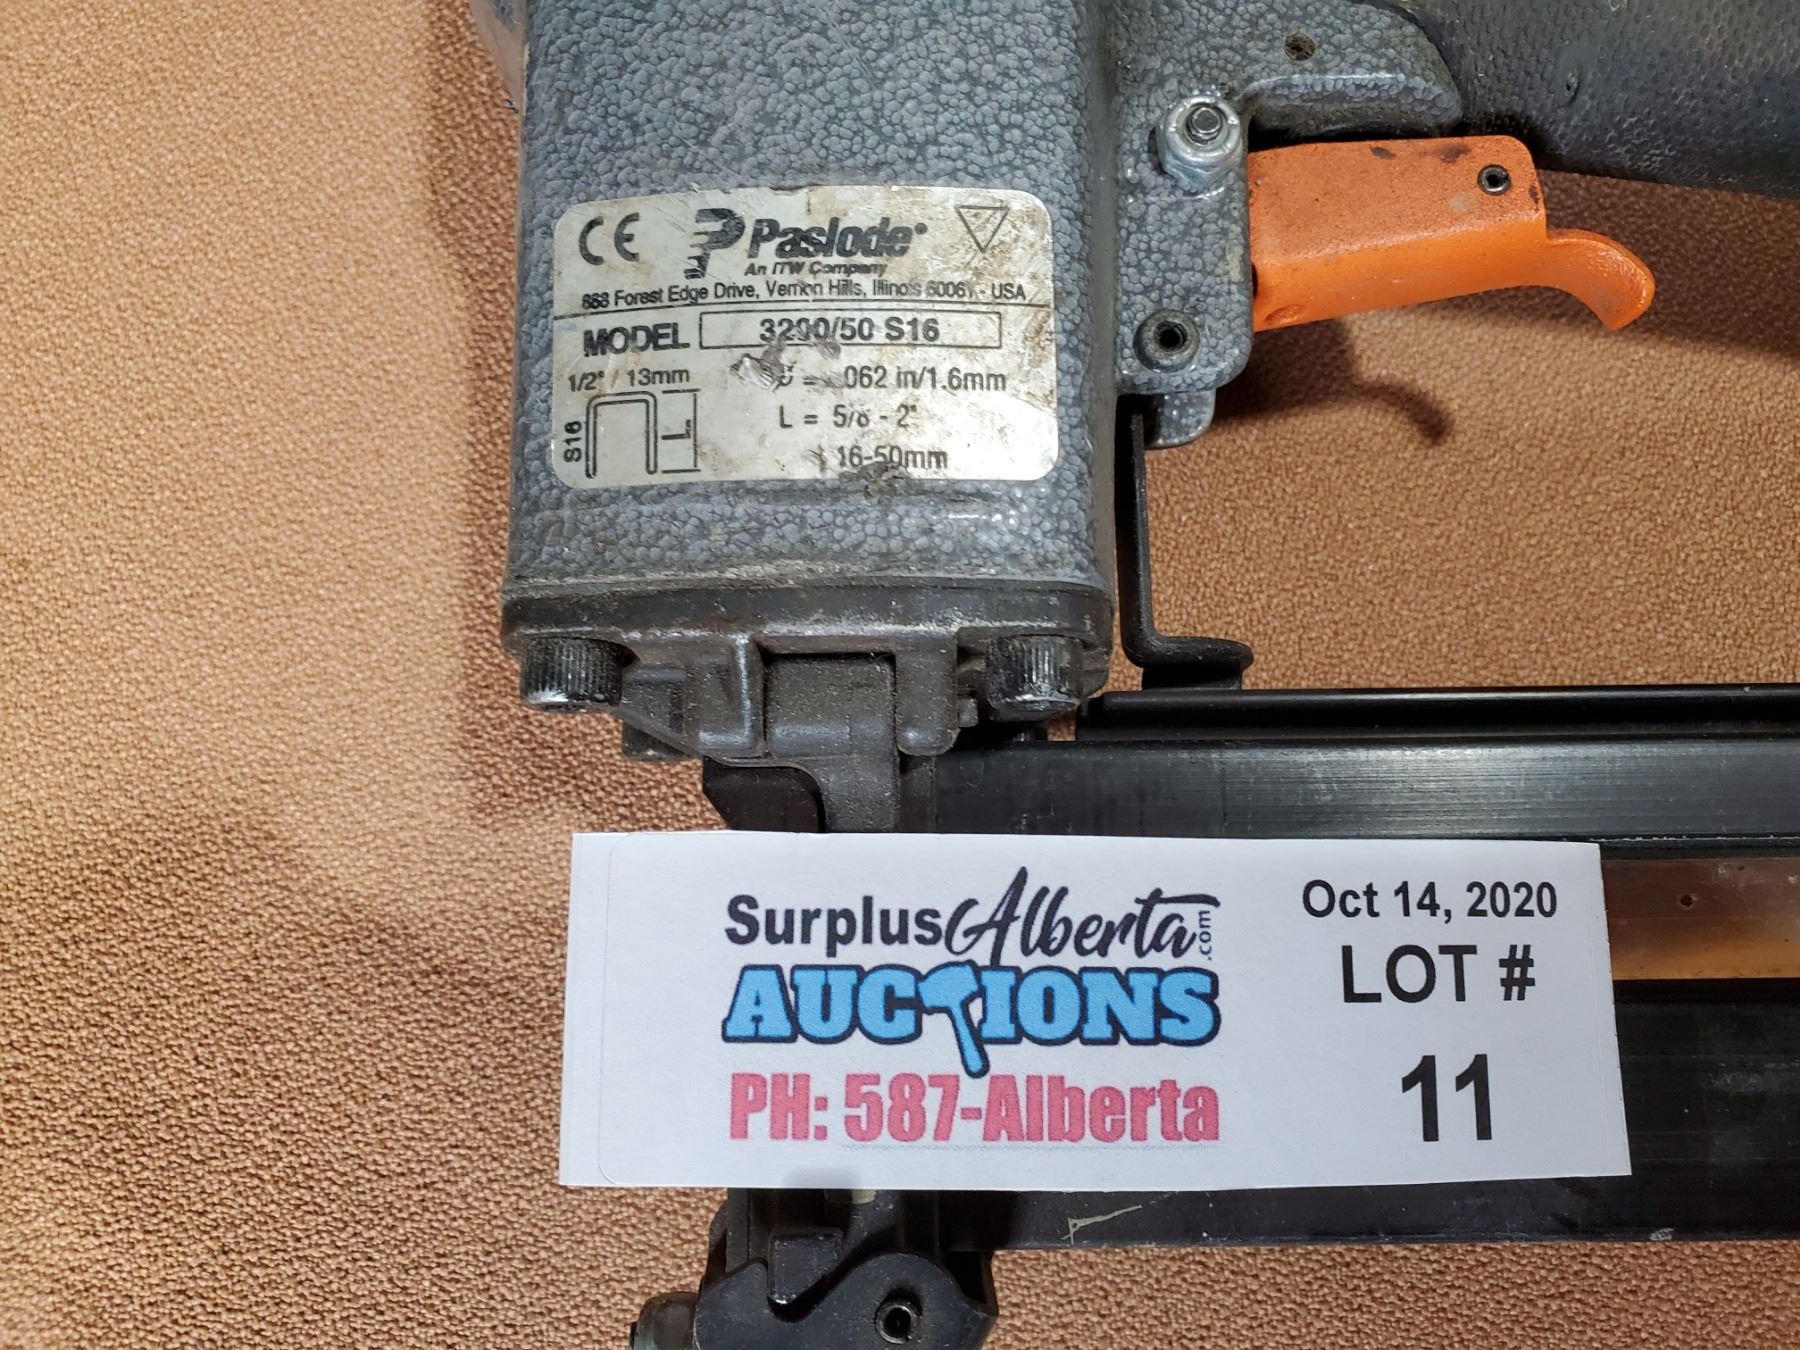 CE Paslode
An ITW Company
888 Forest Edge Drive, Vernon Hills, Illinois 60061 - USA
MODEL 3200/50 S16
1/2" / 13mm
= .062 in/1.6mm
L = 5/8 - 2"
16-50mm
S16
L
SurplusAlberta.com
AUCTIONS
PH: 587-Alberta
Oct 14, 2020
LOT #
11